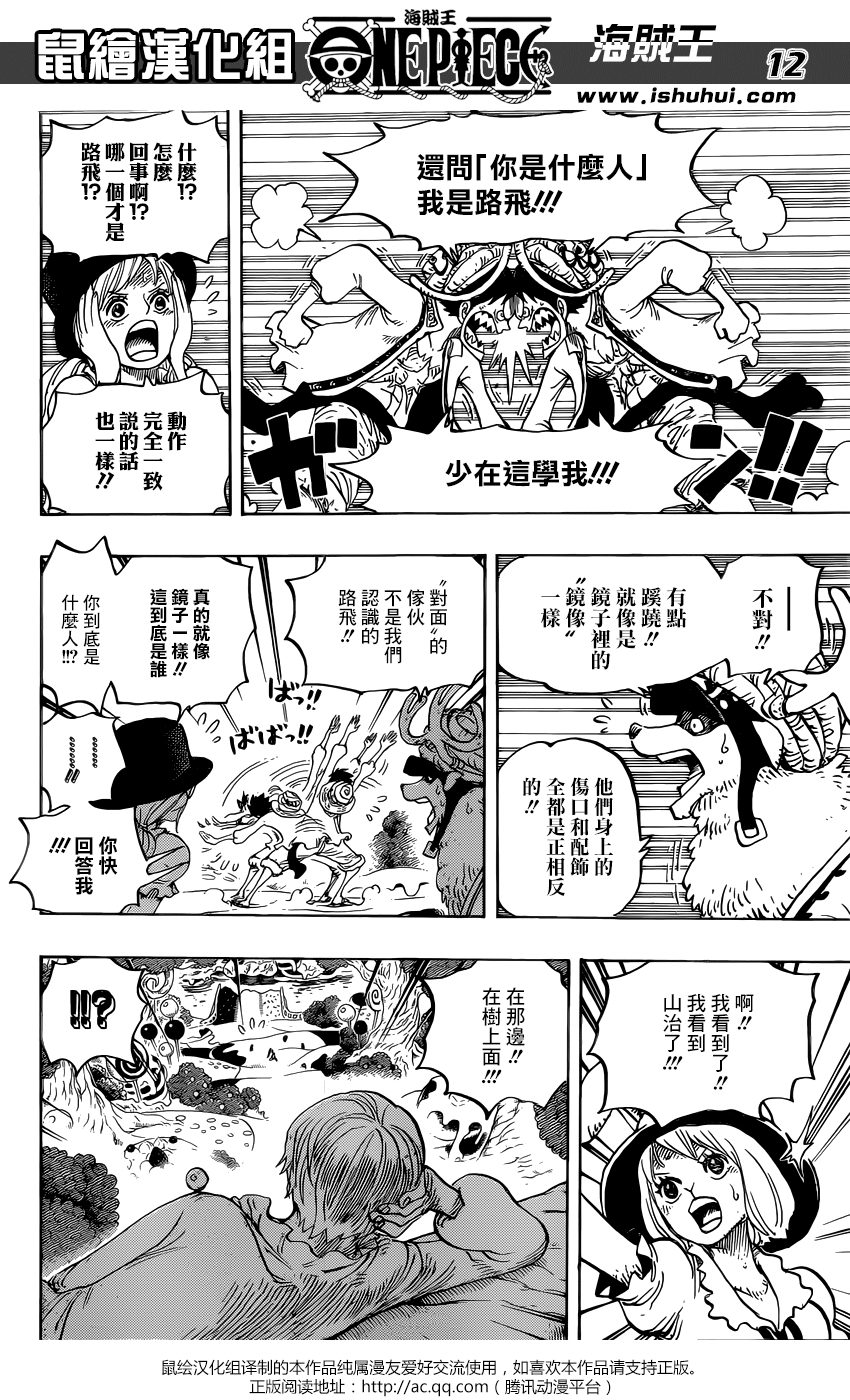 鼠繪漢化組
海賊王
ONE PIECE
海賊王
www.ishuhui.com
12
還問「你是什麼人」
我是路飛!!!
ガ
!!
少在這學我!!!
什麼!?
怎麼
回事啊!?
哪一個才是
路飛!?
動作
完全一致
說的話
也一樣!!
——
不對!!
有點
蹊蹺!!
就像是
鏡子裡的
〝鏡像〞
一樣
他們身上的
傷口和配飾
全都是正相反
的!!
〝對面〞的
傢伙
不是我們
認識的
路飛!!
真的就像
鏡子一樣!!
這到底是誰
你到底是
什麼人!!?
ばっ!!
ばばっ!!
……
……!!
你快
回答我
!!!
啊!!
我看到了!!
我看到
山治了!!!
在那邊!!
在樹上面!!!
!!?
鼠绘汉化组译制的本作品纯属漫友爱好交流使用，如喜欢本作品请支持正版。
正版阅读地址：http://ac.qq.com（腾讯动漫平台）